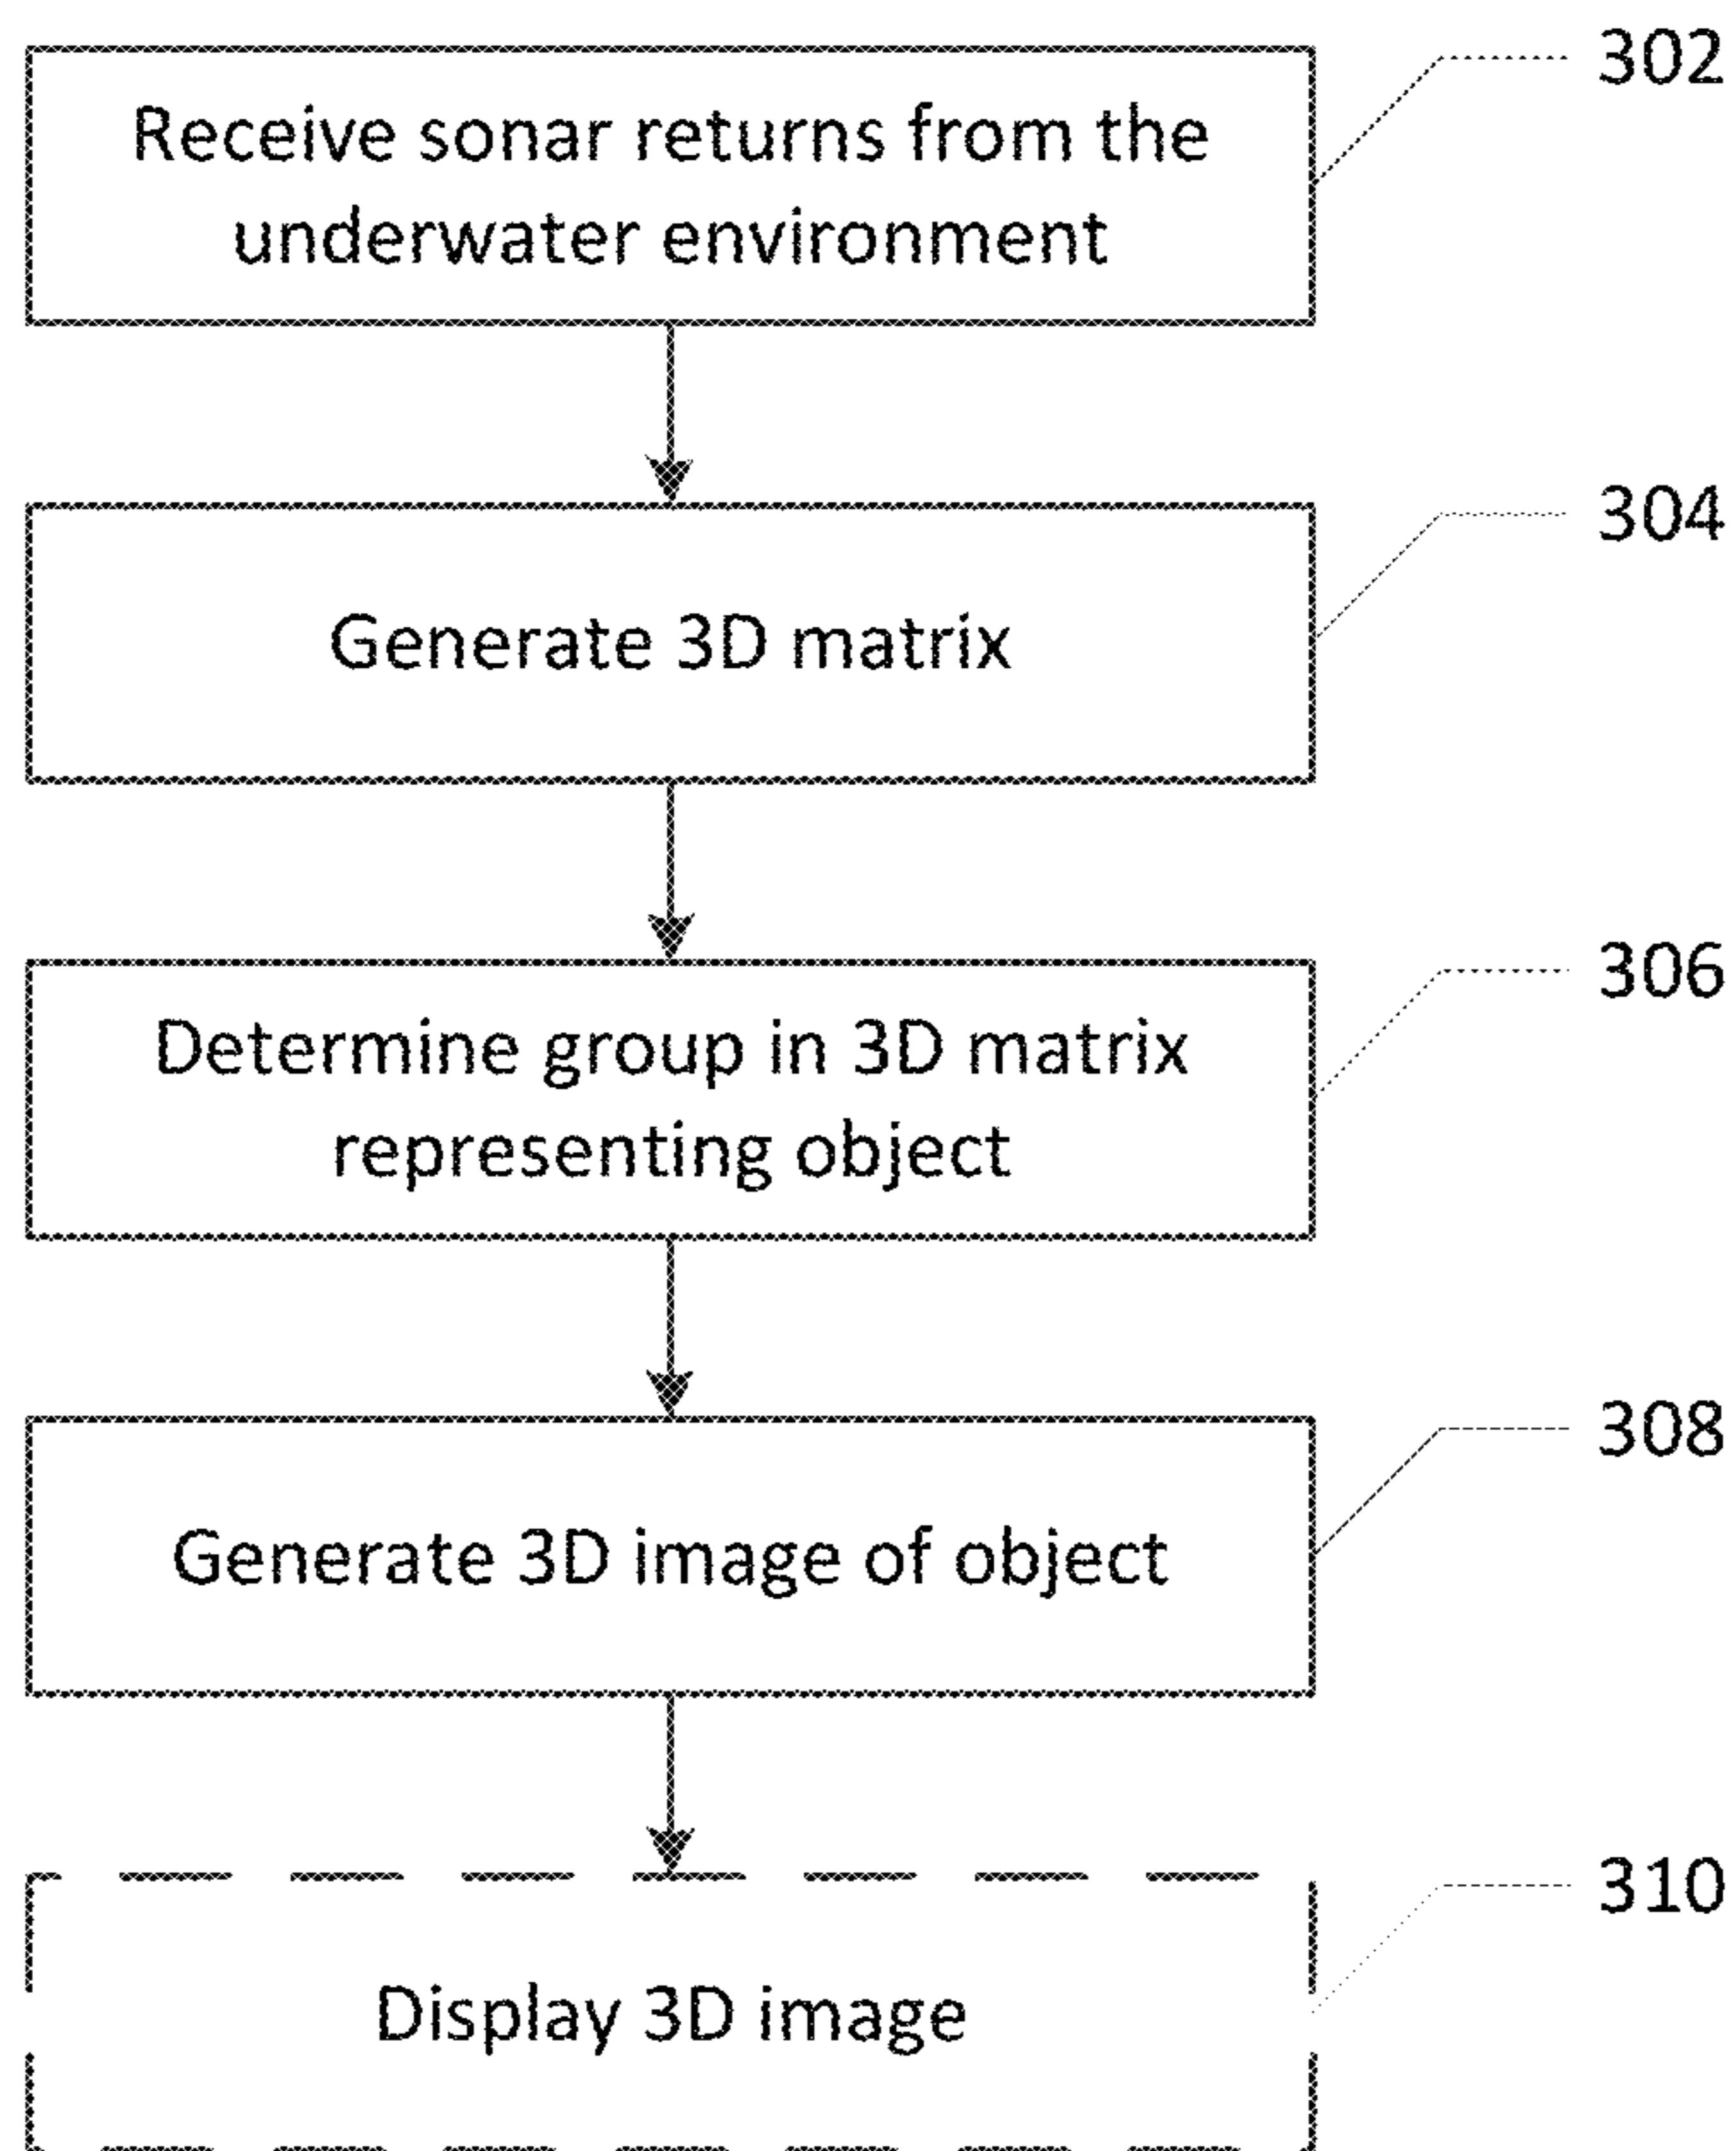 302
Receive sonar returns from the
underwater environment
304
Generate 3D matrix
306
Determine group in 3D matrix
representing object
308
Generate 3D image of object
310
Display 3D image